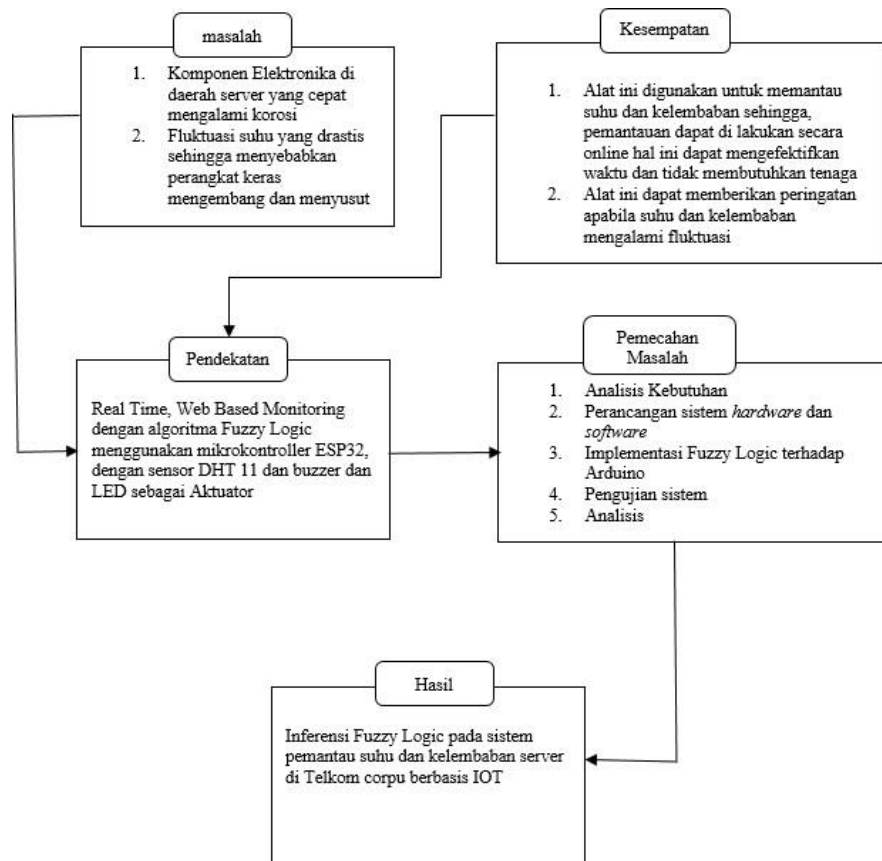 masalah
1. Komponen Elektronika di
daerah server yang cepat
mengalami korosi
2. Fluktuasi suhu yang drastis
sehingga menyebabkan
perangkat keras
mengembang dan menyusut
Kesempatan
1. Alat ini digunakan untuk memantau
suhu dan kelembaban sehingga,
pemantauan dapat di lakukan secara
online hal ini dapat mengefektifkan
waktu dan tidak membutuhkan tenaga
2. Alat ini dapat memberikan peringatan
apabila suhu dan kelembaban
mengalami fluktuasi
Pendekatan
Real Time, Web Based Monitoring
dengan algoritma Fuzzy Logic
menggunakan mikrokontroller ESP32,
dengan sensor DHT 11 dan buzzer dan
LED sebagai Aktuator
Pemecahan
Masalah
1. Analisis Kebutuhan
2. Perancangan sistem hardware dan
software
3. Implementasi Fuzzy Logic terhadap
Arduino
4. Pengujian sistem
5. Analisis
Hasil
Inferensi Fuzzy Logic pada sistem
pemantau suhu dan kelembaban server
di Telkom corpu berbasis IOT